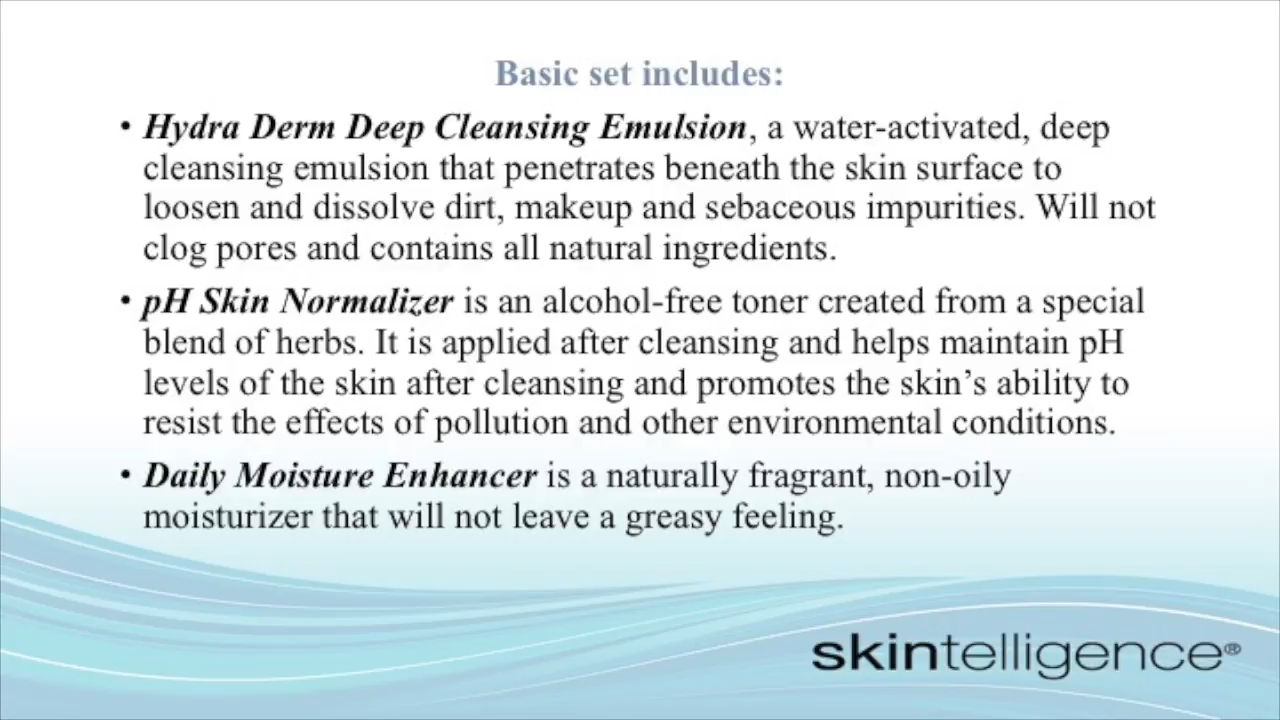 Basic set includes:
• Hydra Derm Deep Cleansing Emulsion, a water-activated, deep
cleansing emulsion that penetrates beneath the skin surface to
loosen and dissolve dirt, makeup and sebaceous impurities. Will not
clog pores and contains all natural ingredients.
• pH Skin Normalizer is an alcohol-free toner created from a special
blend of herbs. It is applied after cleansing and helps maintain pH
levels of the skin after cleansing and promotes the skin’s ability to
resist the effects of pollution and other environmental conditions.
• Daily Moisture Enhancer is a naturally fragrant, non-oily
moisturizer that will not leave a greasy feeling.
skintelligence®